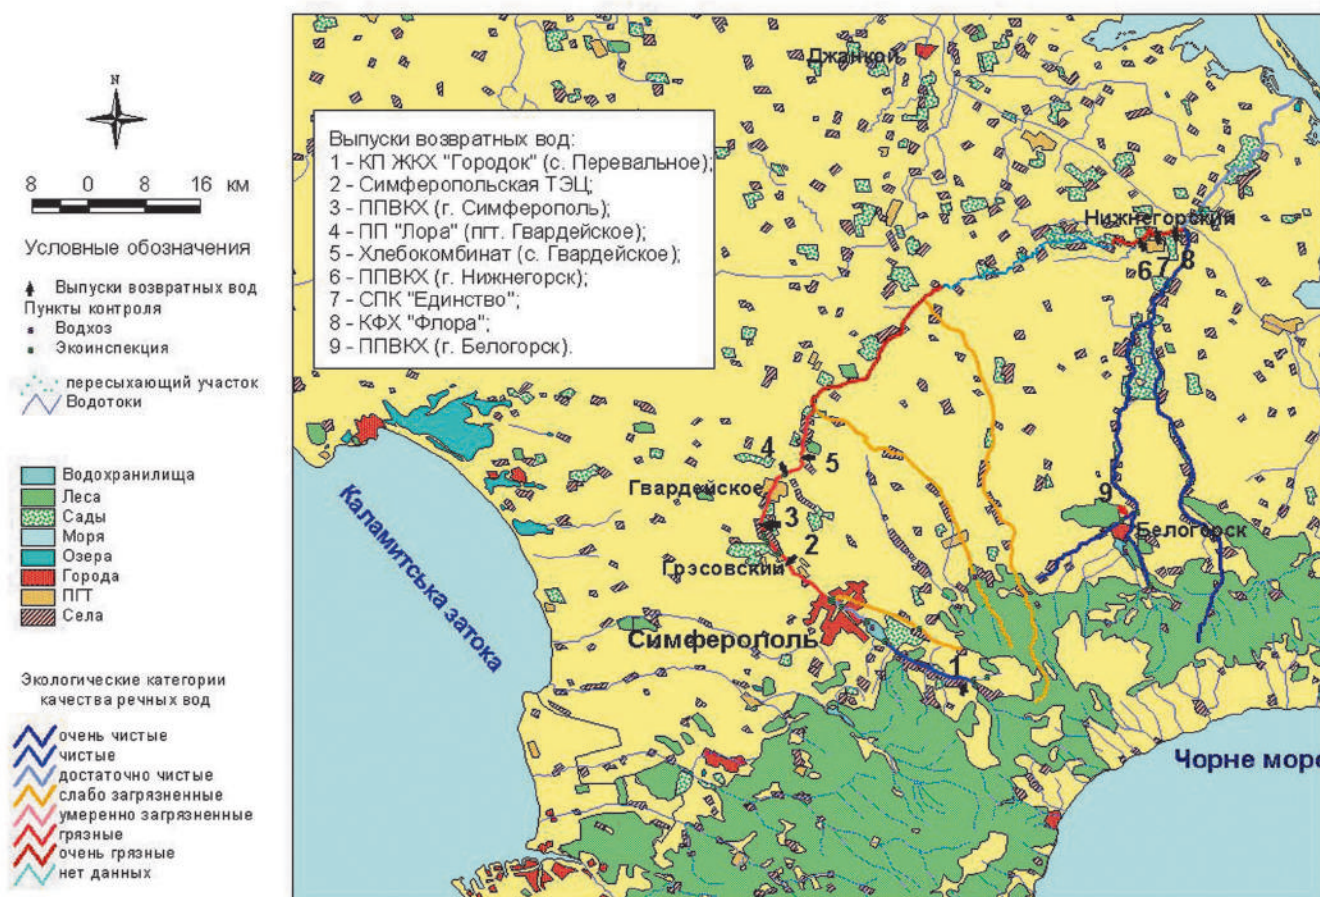 N
8 0 8 16 км
Условные обозначения
Выпуски возвратных вод
Пункты контроля
Водхоз
Экоинспекция
пересыхающий участок
Водотоки
Водохранилища
Леса
Сады
Моря
Озера
Города
ПГТ
Села
Экологические категории
качества речных вод
очень чистые
чистые
достаточно чистые
слабо загрязненные
умеренно загрязненные
грязные
очень грязные
нет данных
Выпуски возвратных вод:
1 - КП ЖКХ "Городок" (с. Перевальное);
2 - Симферопольская ТЭЦ;
3 - ППВКХ (г. Симферополь);
4 - ПП "Лора" (пгт. Гвардейское);
5 - Хлебокомбинат (с. Гвардейское);
6 - ППВКХ (г. Нижнегорск);
7 - СПК "Единство";
8 - КФХ "Флора";
9 - ППВКХ (г. Белогорск).
Джанкой
Нижнегорский
6 7 8
4
5
Гвардейское
9
3
Белогорск
2
Грэсовский
Каламитська затока
Симферополь
1
Чорне море